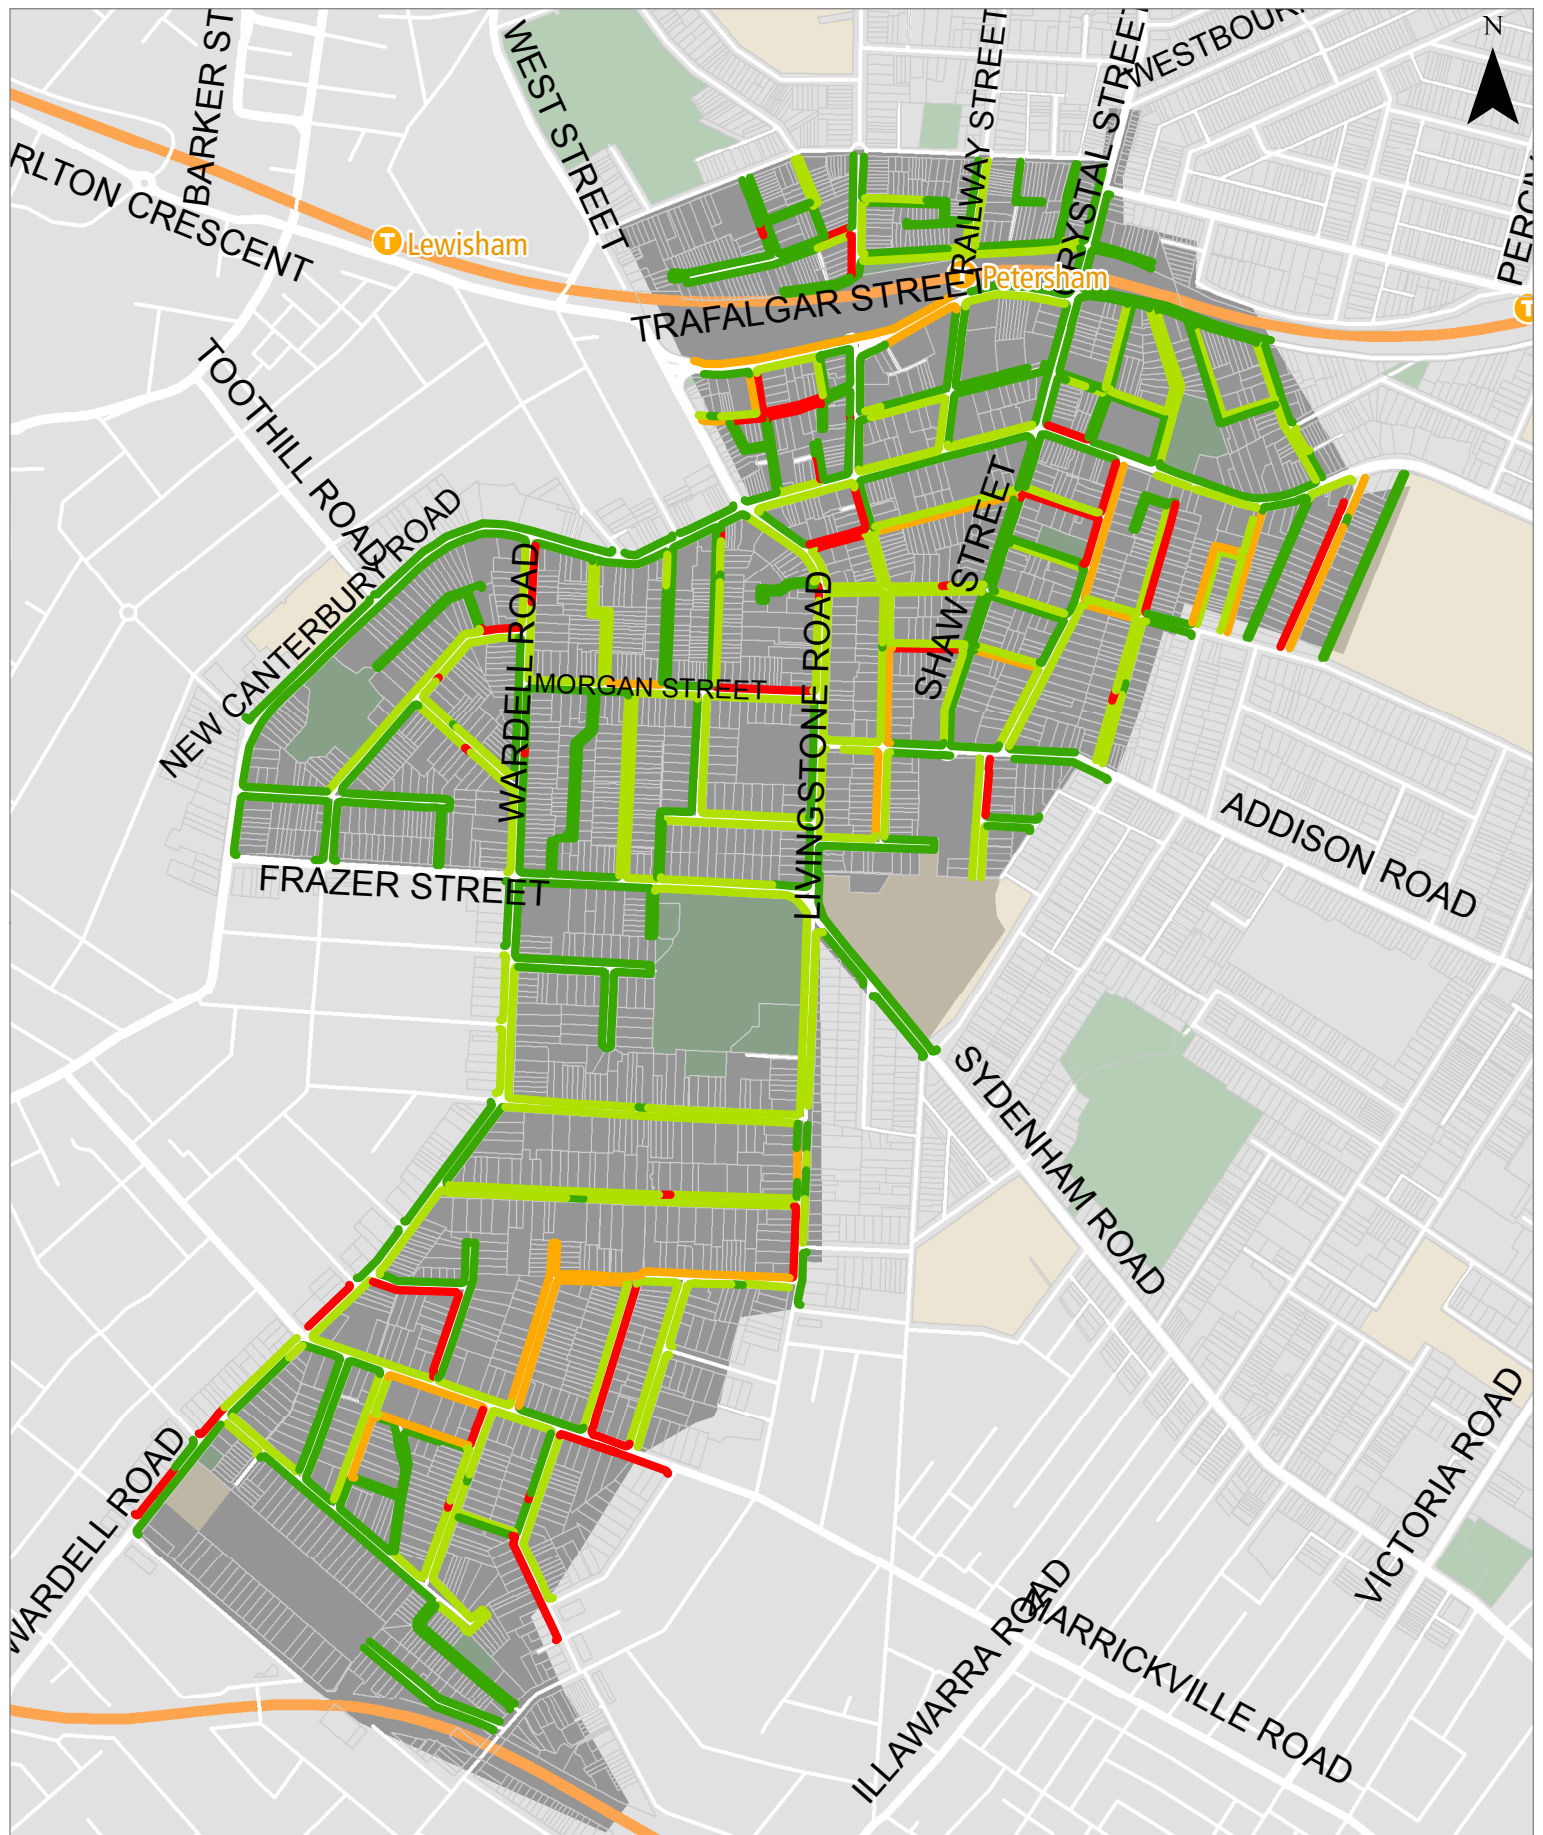 N
BARKER ST
WEST STREET
RAILWAY STREET
CRYSTAL STREET
WESTBOUR
PERCIV
RLTON CRESCENT
Lewisham
Petersham
TRAFALGAR STREET
TOOTHILL ROAD
NEW CANTERBURY ROAD
WARDELL ROAD
MORGAN STREET
LIVINGSTONE ROAD
SHAW STREET
FRAZER STREET
ADDISON ROAD
SYDENHAM ROAD
VICTORIA ROAD
WARDELL ROAD
ILLAWARRA ROAD
MARRICKVILLE ROAD
T
T